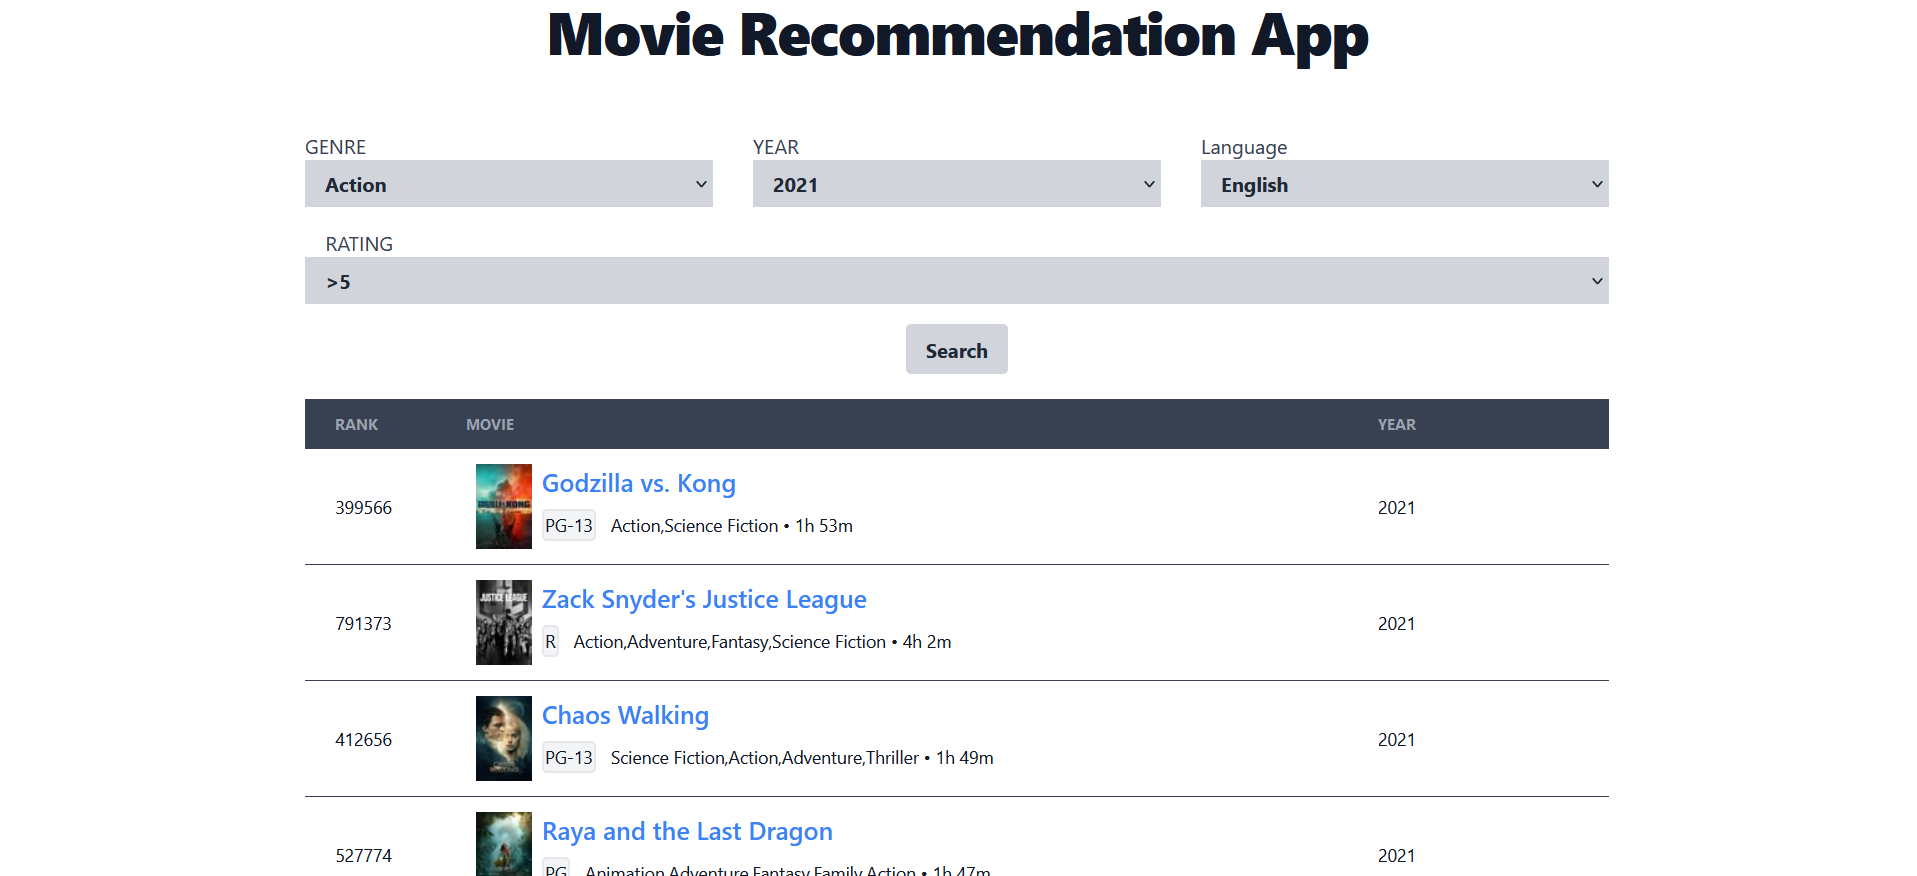 Movie Recommendation App
GENRE YEAR Language
Action 2021 English
RATING
>5
Search
RANK MOVIE YEAR
Godzilla vs. Kong
399566 2021
PG-13 Action,Science Fiction • 1h 53m
Zack Snyder's Justice League
791373 2021
R Action,Adventure,Fantasy,Science Fiction • 4h 2m
JUSTICE LEAGUE
Chaos Walking
412656 2021
PG-13 Science Fiction,Action,Adventure,Thriller • 1h 49m
Raya and the Last Dragon
527774 2021
PG Animation,Adventure,Fantasy,Family,Action • 1h 47m